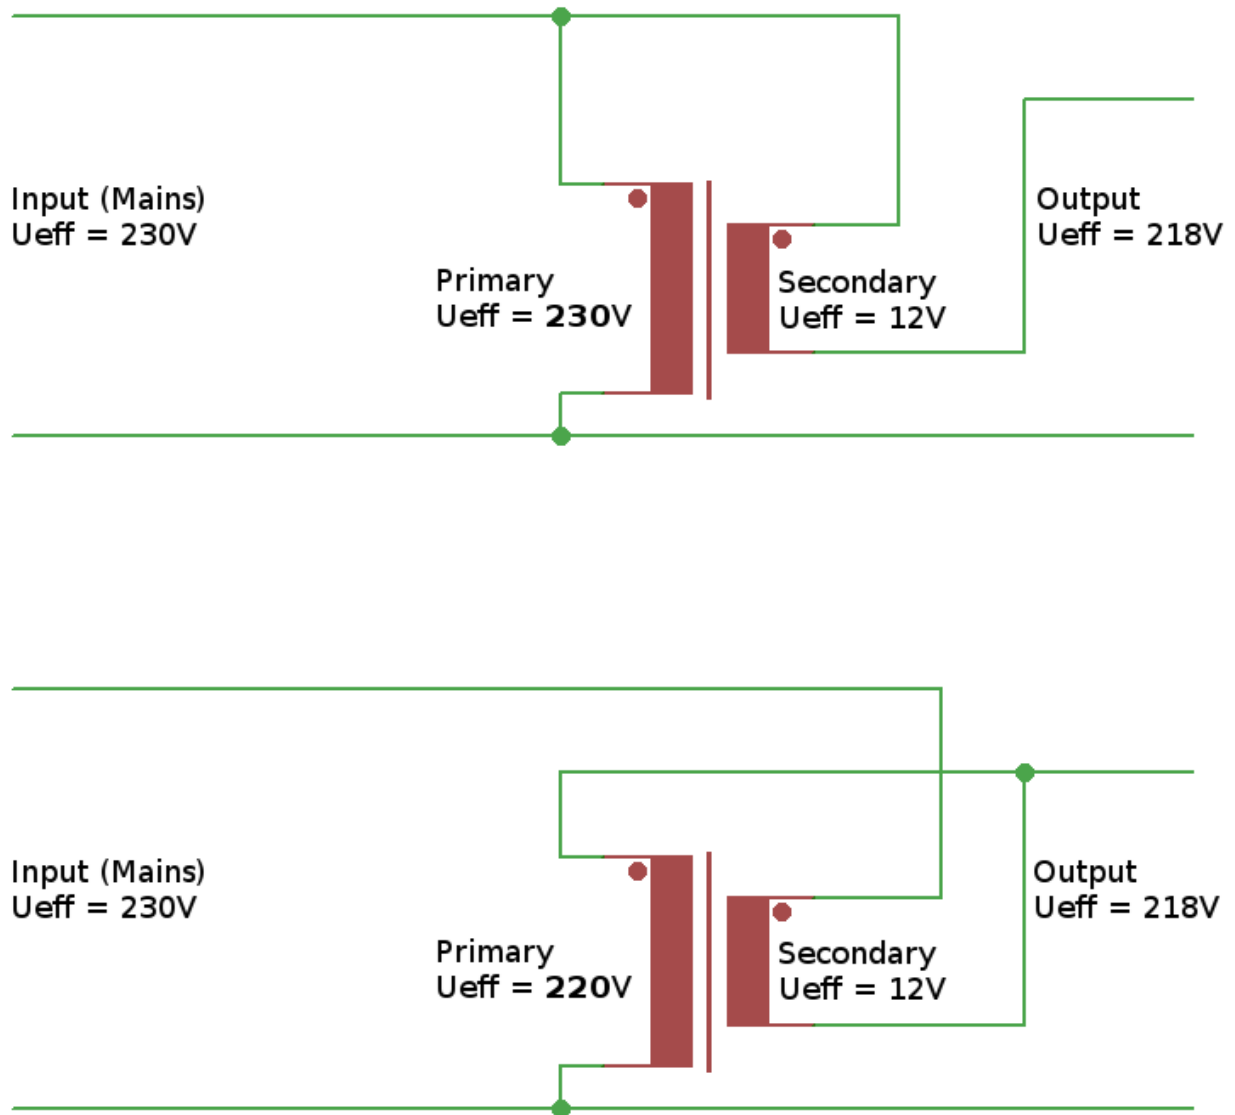 Input (Mains)
Ueff = 230V
Primary
Ueff = 230V
Secondary
Ueff = 12V
Output
Ueff = 218V
Input (Mains)
Ueff = 230V
Primary
Ueff = 220V
Secondary
Ueff = 12V
Output
Ueff = 218V